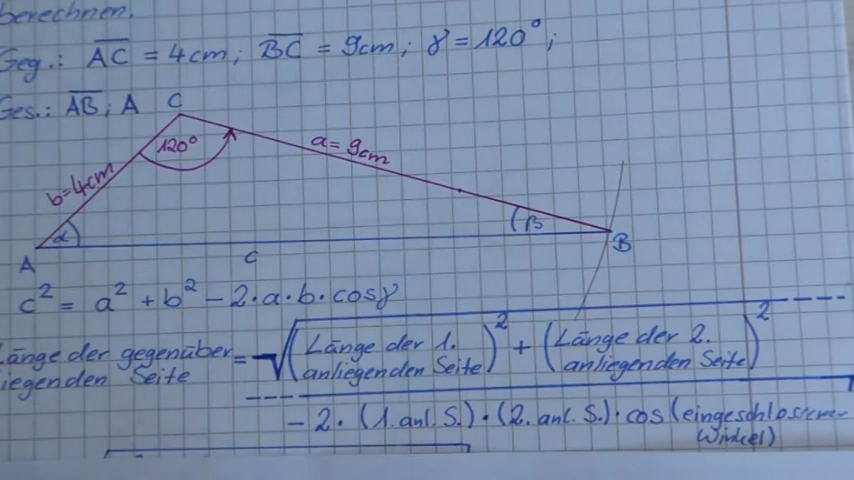 berechnen.
Geg.: AC = 4cm; BC = 9cm; γ = 120°;
Ges.: AB; A
C
120°
a = 9cm
b = 4cm
α
β
A
c
B
c² = a² + b² - 2·a·b·cosγ
Länge der gegenüber = √(Länge der 1. anliegenden Seite)² + (Länge der 2. anliegenden Seite)²
liegenden Seite
- 2·(1.anl.S.)·(2.anl.S.)·cos(eingeschlossener
Winkel)